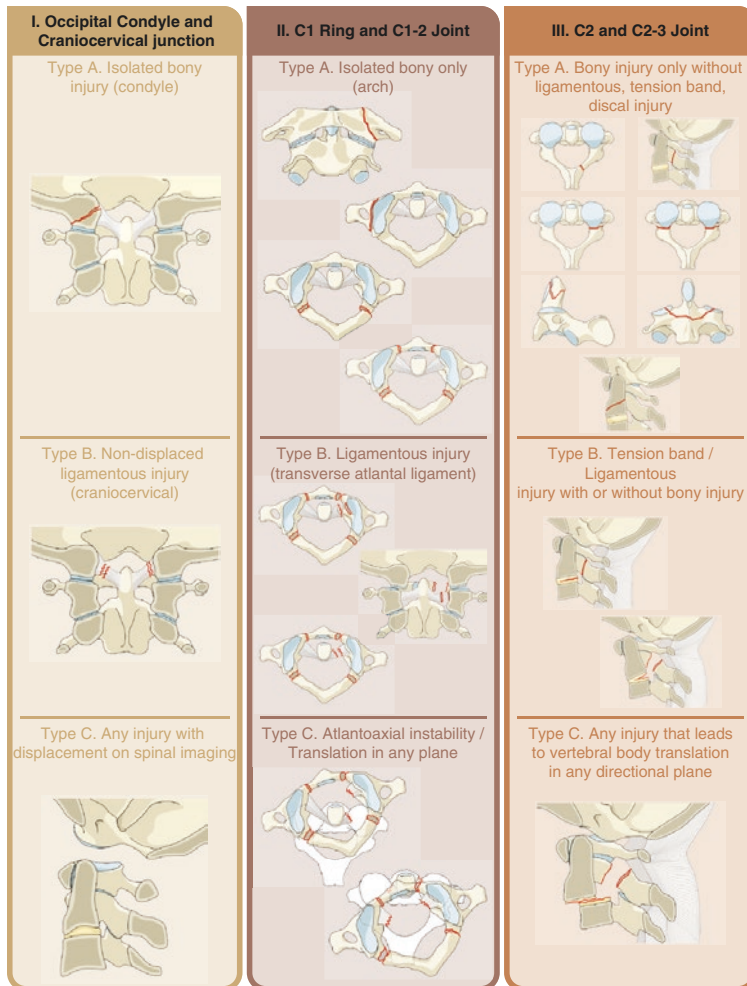 I. Occipital Condyle and
Craniocervical junction
Type A. Isolated bony
injury (condyle)
Type B. Non-displaced
ligamentous injury
(craniocervical)
Type C. Any injury with
displacement on spinal imaging
II. C1 Ring and C1-2 Joint
Type A. Isolated bony only
(arch)
Type B. Ligamentous injury
(transverse atlantal ligament)
Type C. Atlantoaxial instability /
Translation in any plane
III. C2 and C2-3 Joint
Type A. Bony injury only without
ligamentous, tension band,
discal injury
Type B. Tension band /
Ligamentous
injury with or without bony injury
Type C. Any injury that leads
to vertebral body translation
in any directional plane